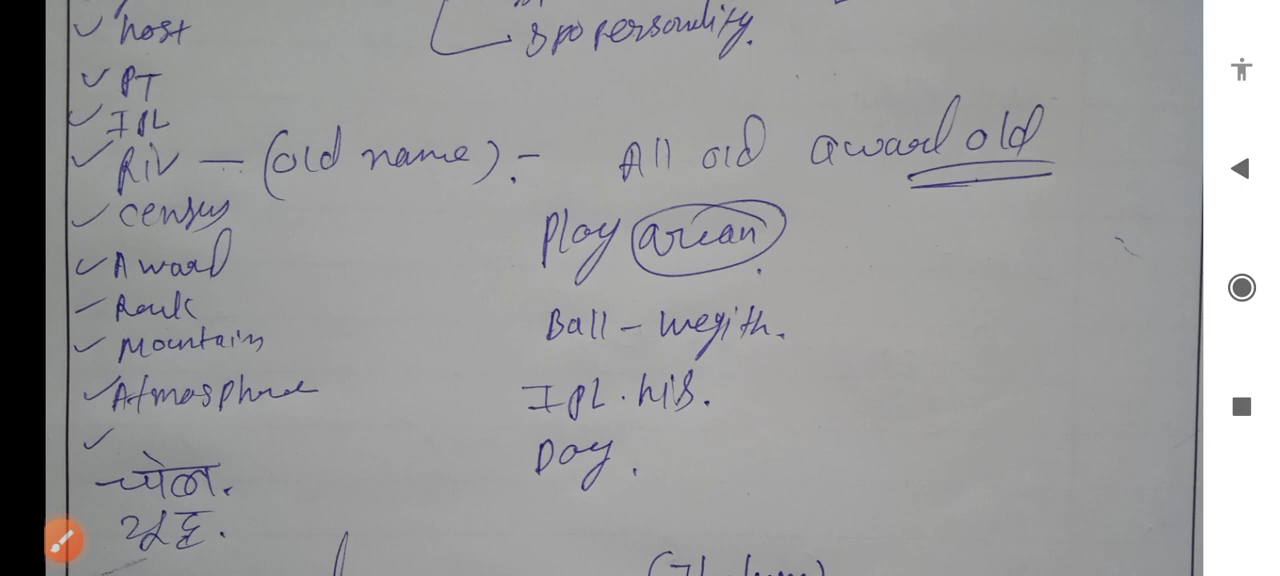 host
spo personality.
PT
IPL
Riv — (old name). - All old award old
census
Play arean
Award
Rank
Ball - wegith.
Mountain
Atmosphere
IPL. his.
Day.